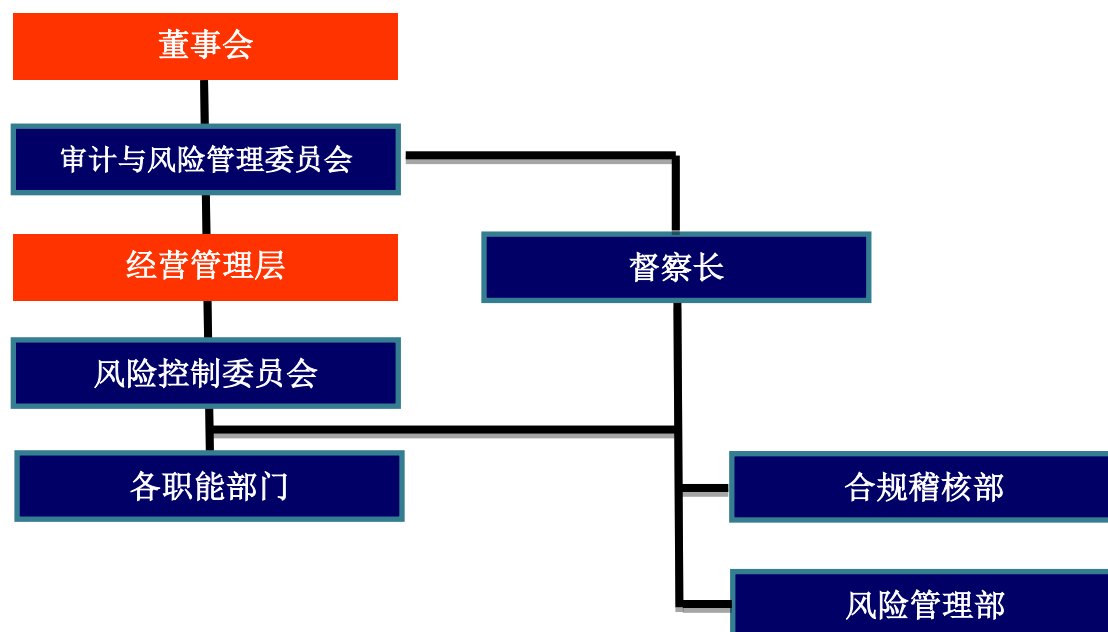 董事会
审计与风险管理委员会
经营管理层
督察长
风险控制委员会
各职能部门
合规稽核部
风险管理部